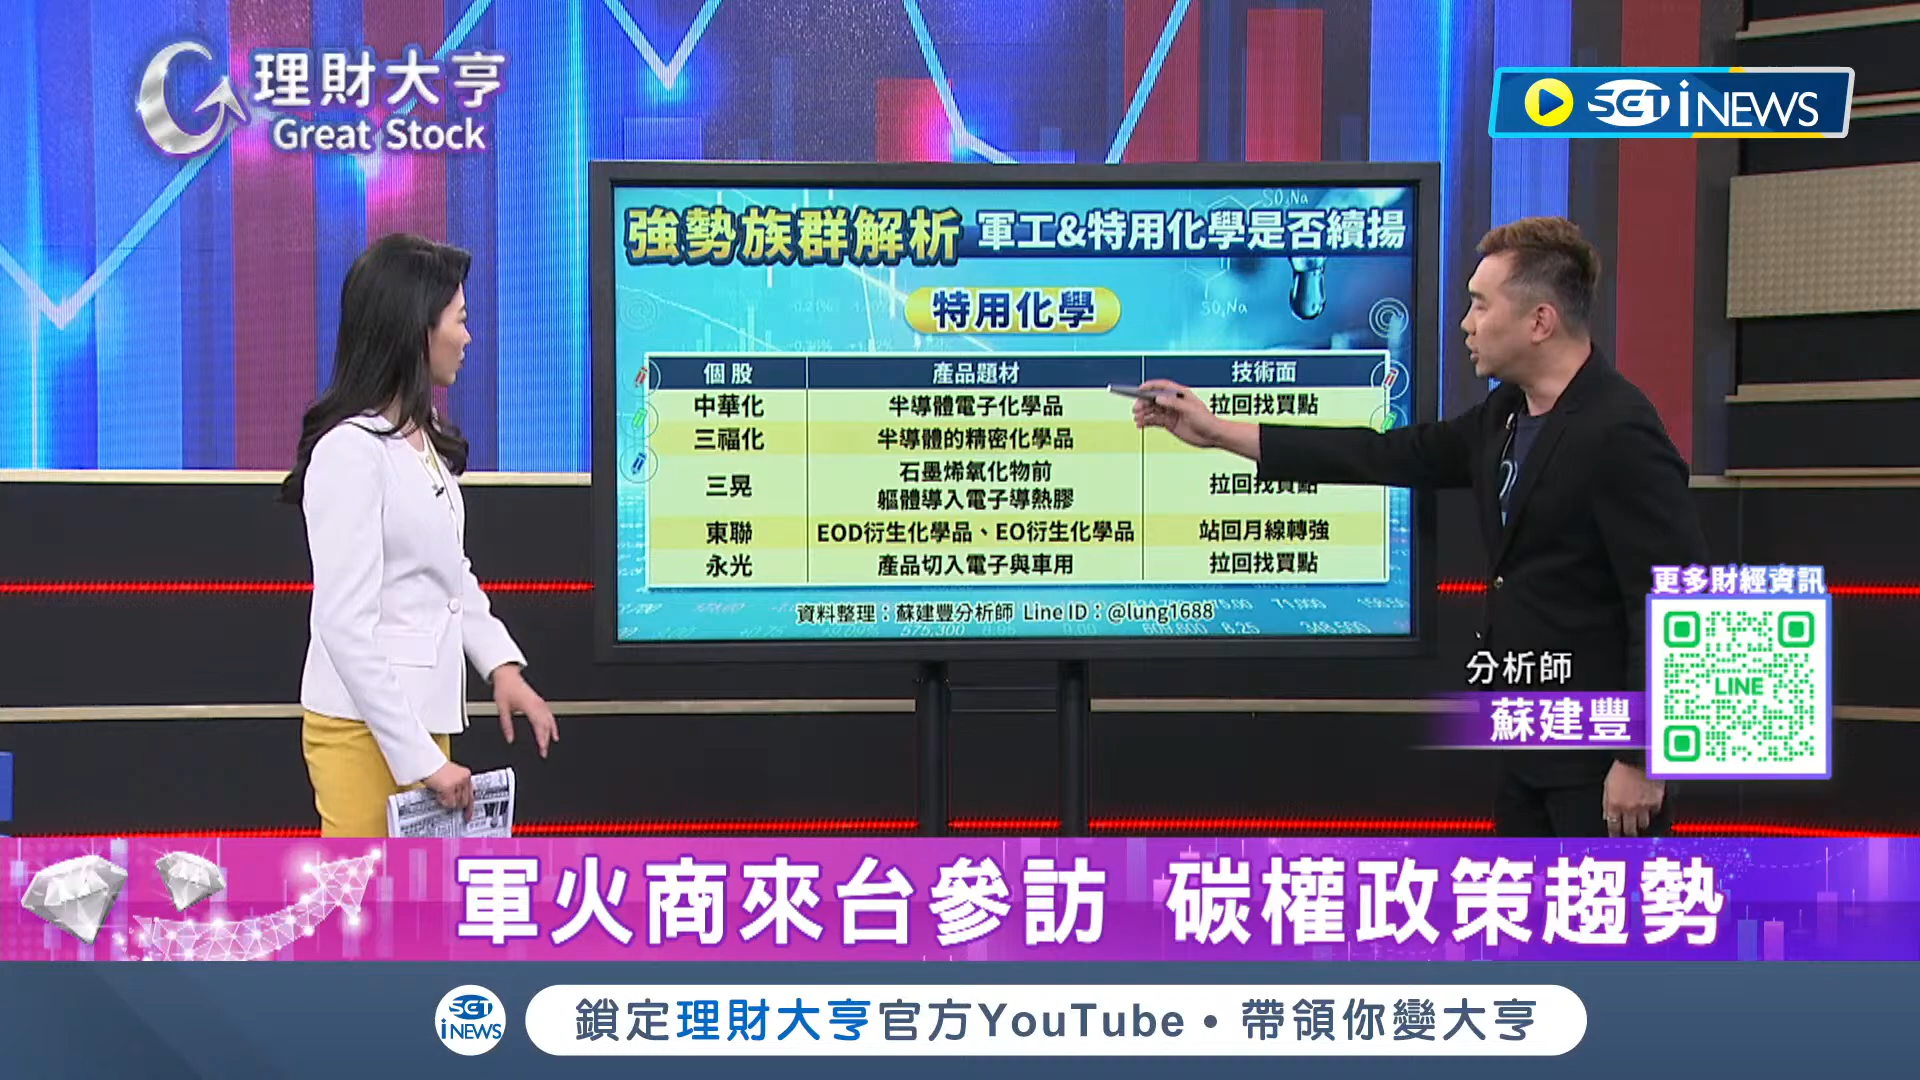 理財大亨
Great Stock
SET iNEWS
強勢族群解析 軍工&特用化學是否續揚
特用化學
個股 產品題材 技術面
中華化 半導體電子化學品 拉回找買點
三福化 半導體的精密化學品
三晃 石墨烯氧化物前
軀體導入電子導熱膠 拉回找買點
東聯 EOD衍生化學品、EO衍生化學品 站回月線轉強
永光 產品切入電子與車用 拉回找買點
資料整理：蘇建豐分析師 Line ID：@lung1688
更多財經資訊
LINE
分析師
蘇建豐
軍火商來台參訪 碳權政策趨勢
SET iNEWS
鎖定理財大亨官方YouTube・帶領你變大亨